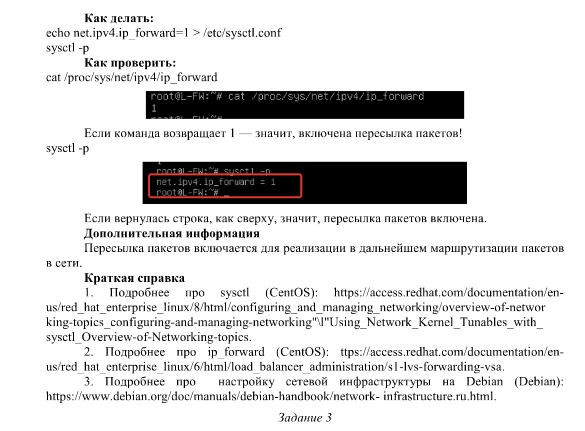 Как делать:
echo net.ipv4.ip_forward=1 > /etc/sysctl.conf
sysctl -p
Как проверить:
cat /proc/sys/net/ipv4/ip_forward
root@L-FW:~# cat /proc/sys/net/ipv4/ip_forward
1
Если команда возвращает 1 — значит, включена пересылка пакетов!
sysctl -p
root@L-FW:~# sysctl -p
net.ipv4.ip_forward = 1
root@L-FW:~# _
Если вернулась строка, как сверху, значит, пересылка пакетов включена.
Дополнительная информация
Пересылка пакетов включается для реализации в дальнейшем маршрутизации пакетов
в сети.
Краткая справка
1. Подробнее про sysctl (CentOS): https://access.redhat.com/documentation/en-
us/red_hat_enterprise_linux/8/html/configuring_and_managing_networking/overview-of-networ
king-topics_configuring-and-managing-networking"\l"Using_Network_Kernel_Tunables_with_
sysctl_Overview-of-Networking-topics.
2. Подробнее про ip_forward (CentOS): ttps://access.redhat.com/documentation/en-
us/red_hat_enterprise_linux/6/html/load_balancer_administration/s1-lvs-forwarding-vsa.
3. Подробнее про настройку сетевой инфраструктуры на Debian (Debian):
https://www.debian.org/doc/manuals/debian-handbook/network- infrastructure.ru.html.
Задание 3